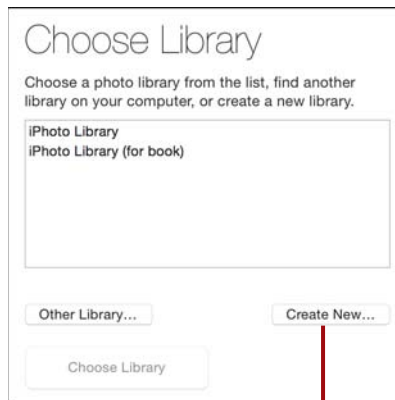 Choose Library
Choose a photo library from the list, find another
library on your computer, or create a new library.
iPhoto Library
iPhoto Library (for book)
Other Library...
Create New...
Choose Library